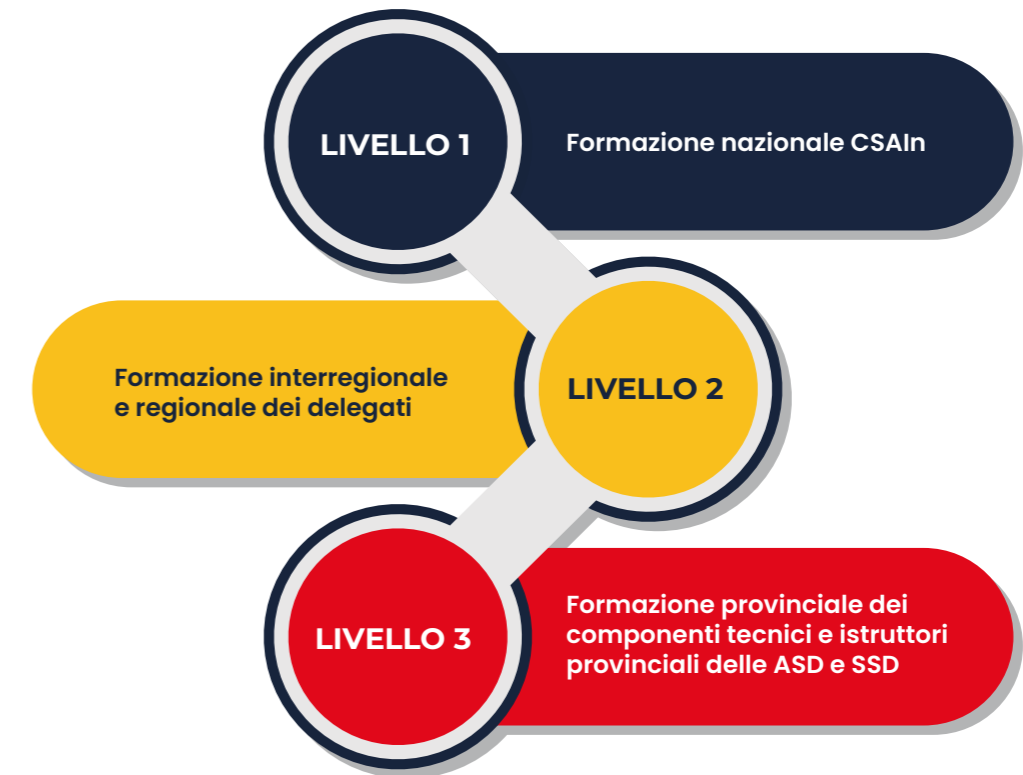 LIVELLO 1
Formazione nazionale CSAIn
Formazione interregionale
e regionale dei delegati
LIVELLO 2
LIVELLO 3
Formazione provinciale dei
componenti tecnici e istruttori
provinciali delle ASD e SSD